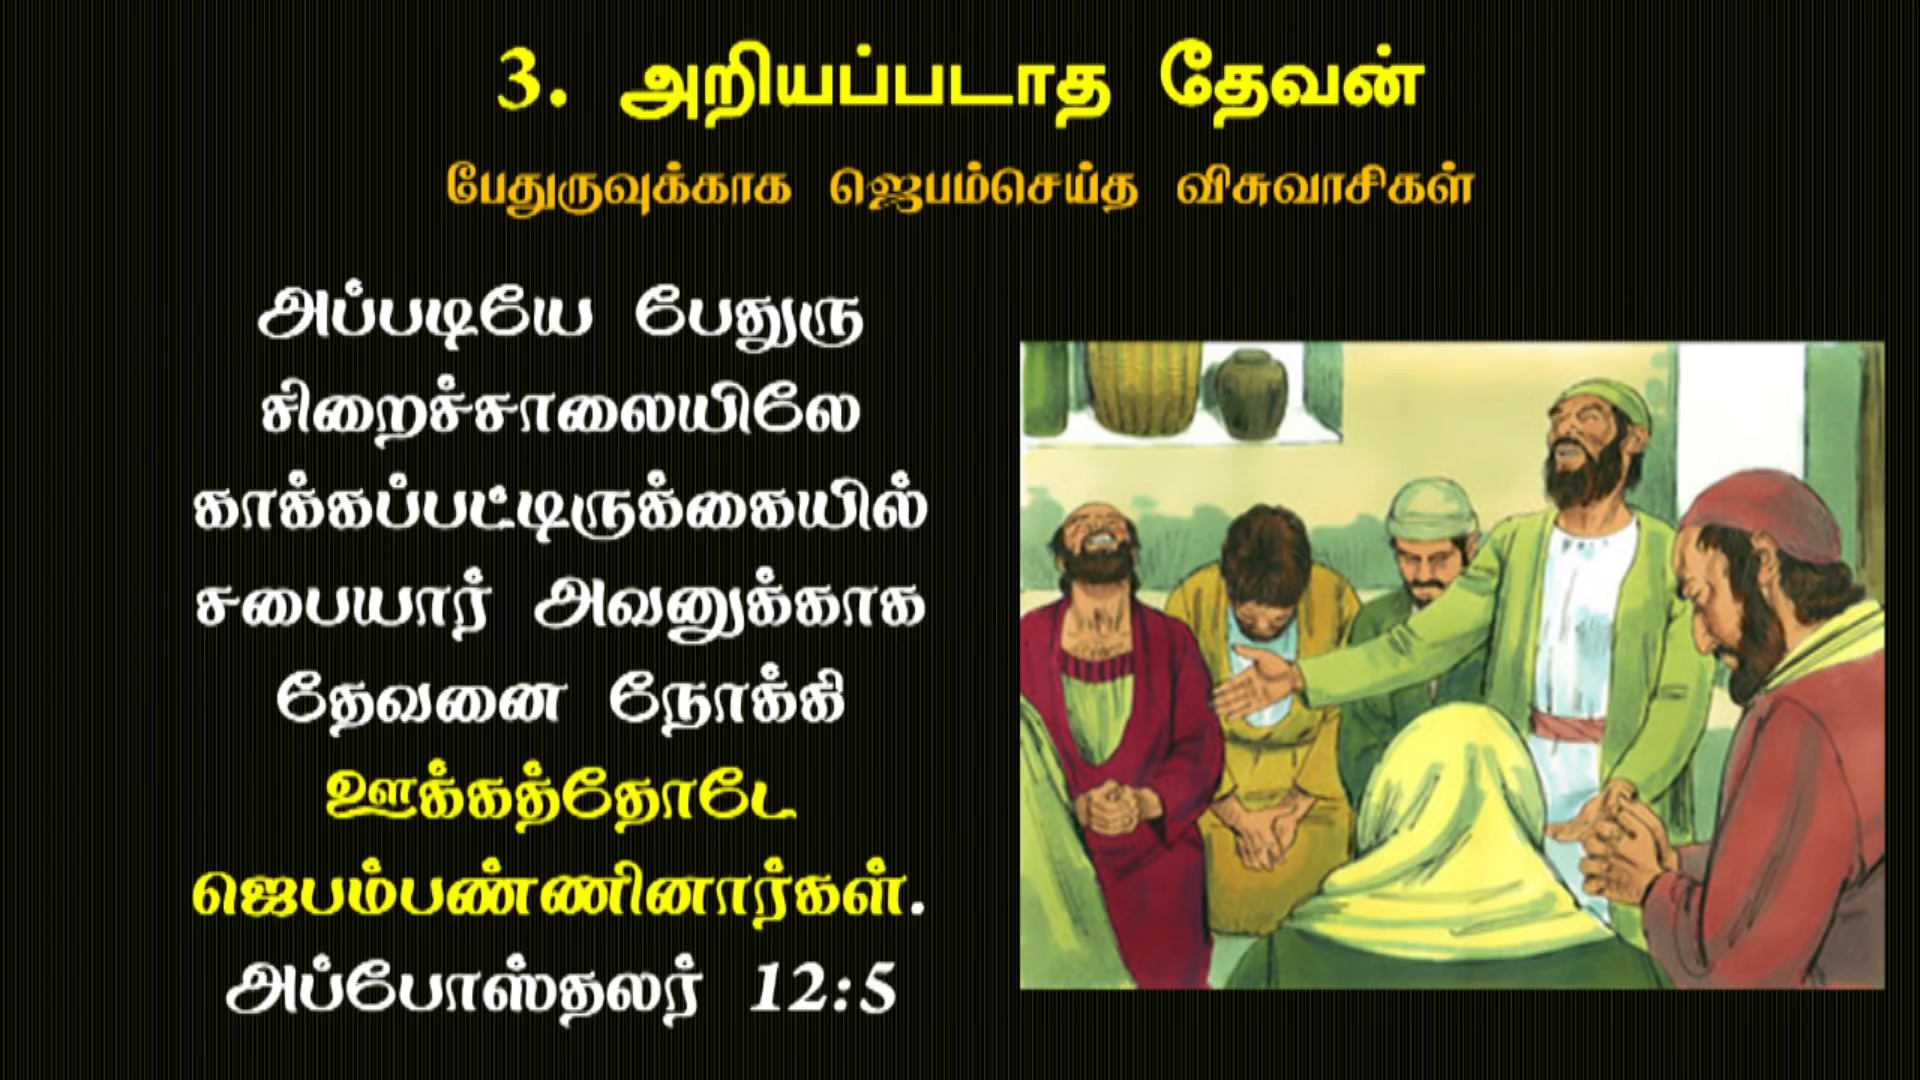 3. அறியப்படாத தேவன்
பேதுருவுக்காக ஜெபம்செய்த விசுவாசிகள்
அப்படியே பேதுரு
சிறைச்சாலையிலே
காக்கப்பட்டிருக்கையில்
சபையார் அவனுக்காக
தேவனை நோக்கி
ஊக்கத்தோடே
ஜெபம்பண்ணினார்கள்.
அப்போஸ்தலர் 12:5